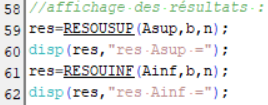 58 //affichage des résultats :
59 res=RESOUSUP(Asup,b,n);
60 disp(res,"res Asup =");
61 res=RESOUINF(Ainf,b,n);
62 disp(res,"res Ainf =");